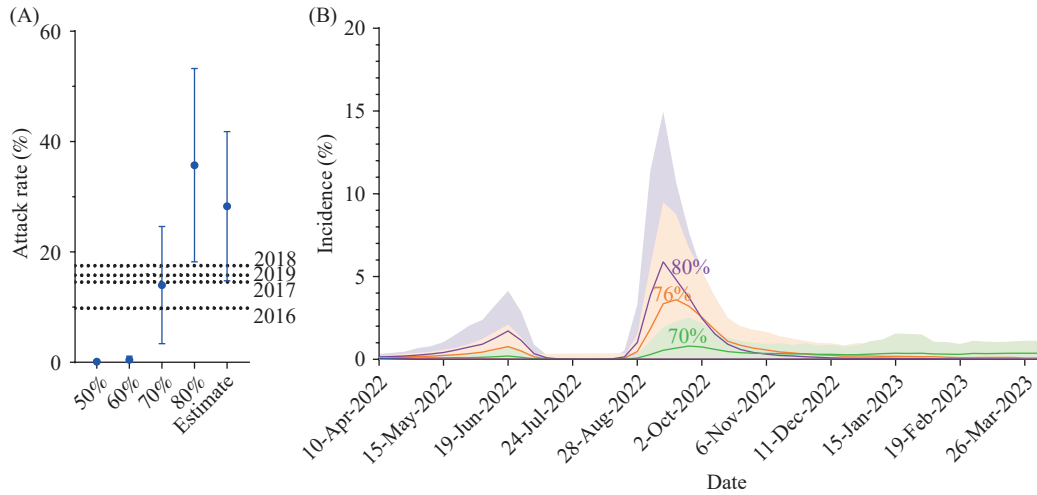 (A)
Attack rate (%)
60
40
20
0
2018
2019
2017
2016
50%
60%
70%
80%
Estimate
(B)
Incidence (%)
20
15
10
5
0
80%
76%
70%
10-Apr-2022
15-May-2022
19-Jun-2022
24-Jul-2022
28-Aug-2022
2-Oct-2022
6-Nov-2022
11-Dec-2022
15-Jan-2023
19-Feb-2023
26-Mar-2023
Date